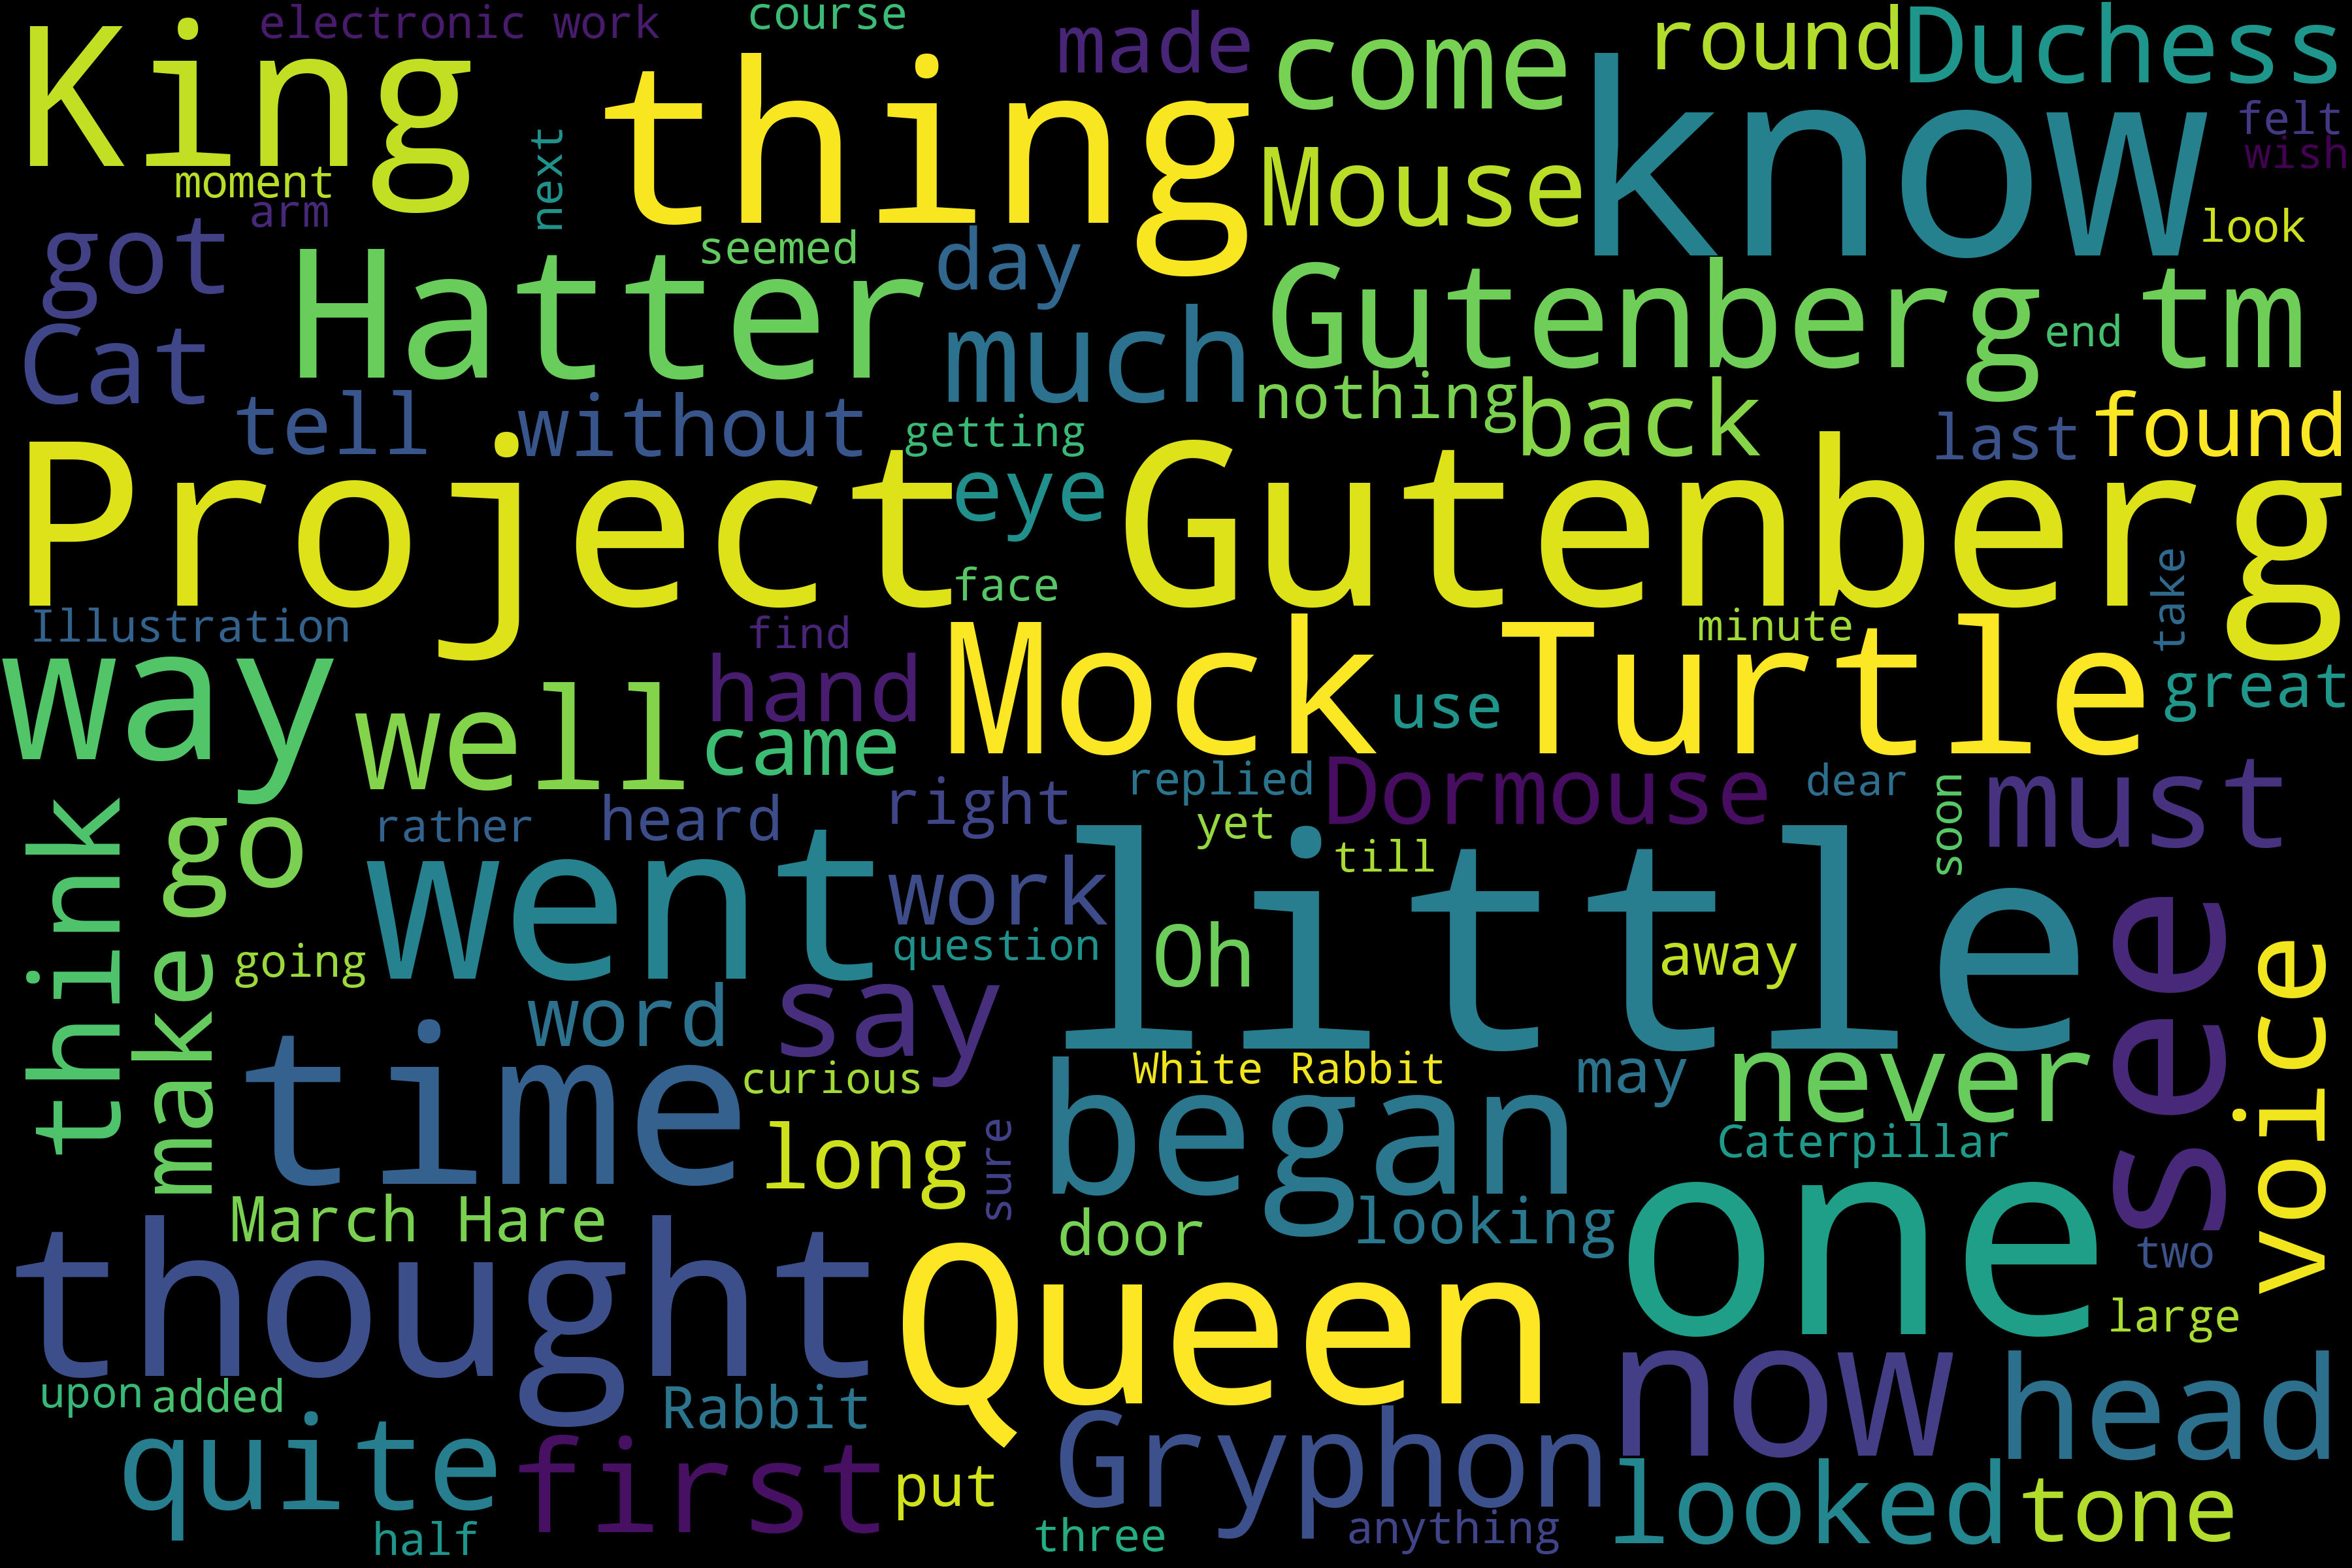 King
electronic work
course
made
come
round
Duchess
thing
know
felt
wish
moment
arm
next
Mouse
look
got
seemed
day
Hatter
Gutenberg tm
end
Cat
much
tell
without
getting
nothing
back
last
found
Project Gutenberg
eye
face
take
Illustration
find
minute
way
well
hand
came
Mock Turtle
use
great
think
go
rather
heard
right
replied
yet
till
Dormouse
dear
soon
must
went
work
little
see
make
going
question
Oh
away
voice
word
say
time
curious
White Rabbit
may
never
long
sure
began
Caterpillar
March Hare
door
looking
one
two
large
thought
Queen
now
head
upon
added
Rabbit
quite
first
put
Gryphon
looked
tone
half
three
anything